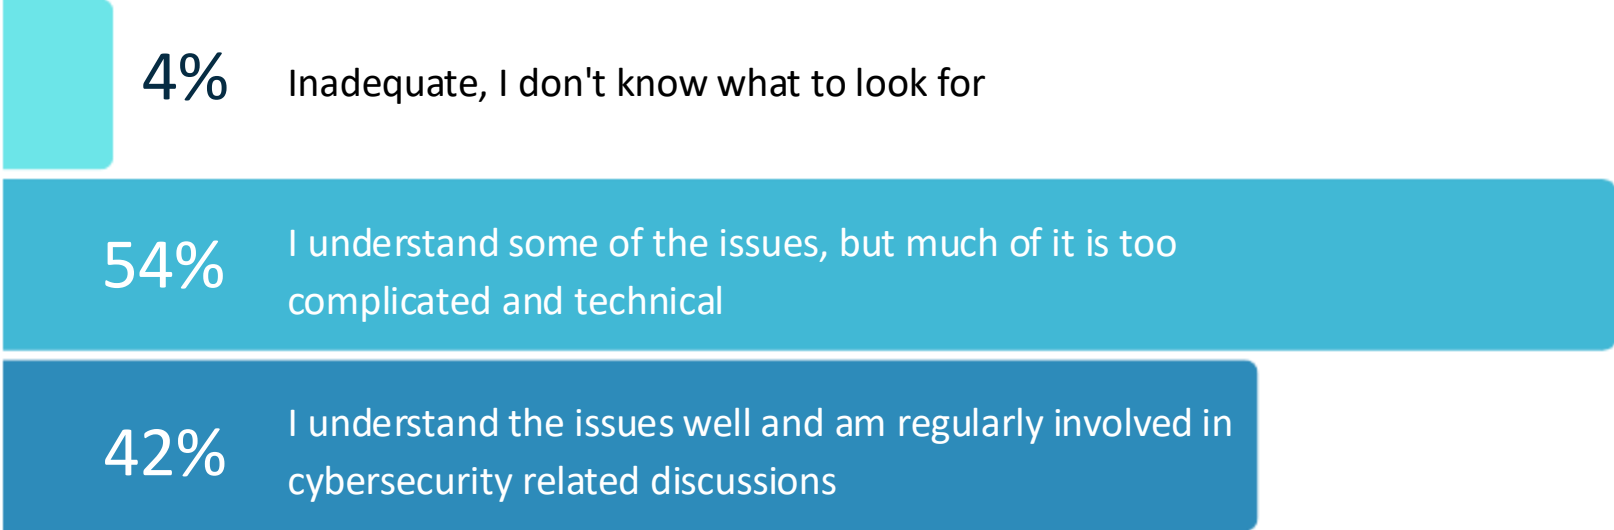 4% Inadequate, I don't know what to look for
54% I understand some of the issues, but much of it is too
complicated and technical
42% I understand the issues well and am regularly involved in
cybersecurity related discussions